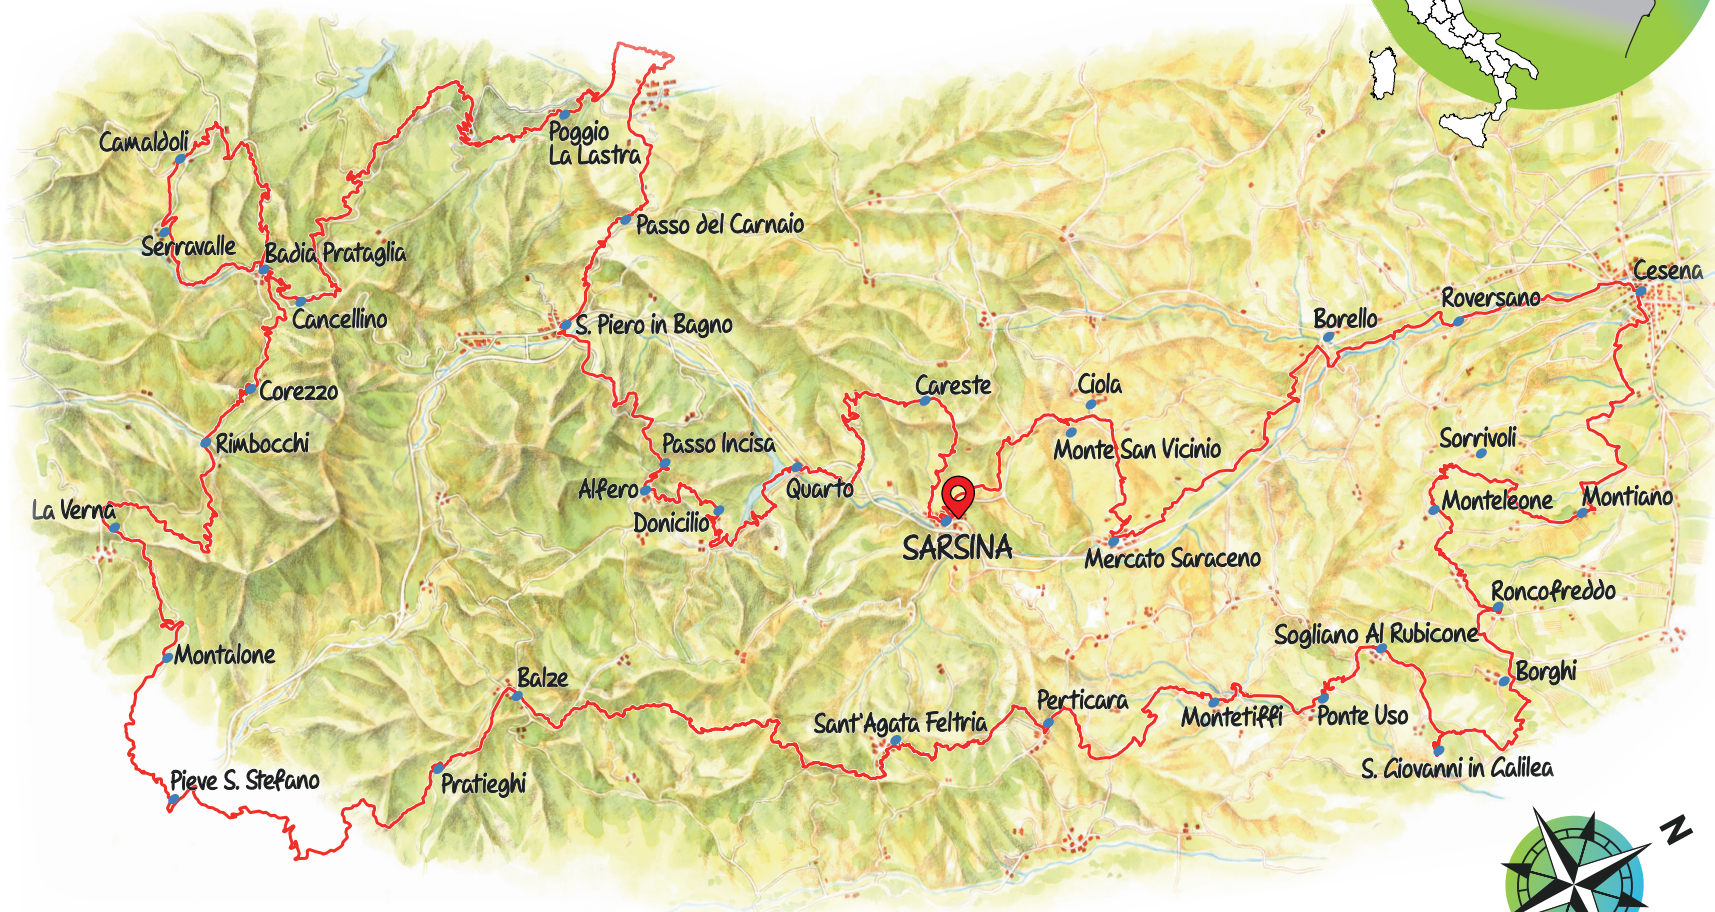 Camaldoli
Poggio
La Lastra
Passo del Carnaio
Serravalle
Badia Prataglia
Cesena
Roversano
Cancellino
S. Piero in Bagno
Borello
Corezzo
Careste
Ciola
Rimbocchi
Passo Incisa
Monte San Vicinio
Sorrivoli
Alfero
Quarto
Monteleone
Montiano
La Verna
Donicilio
SARSINA
Mercato Saraceno
Roncofreddo
Sogliano Al Rubicone
Montalone
Borghi
Balze
Perticara
Sant'Agata Feltria
Montetiffi
Ponte Uso
S. Giovanni in Galilea
Pieve S. Stefano
Pratieghi
N